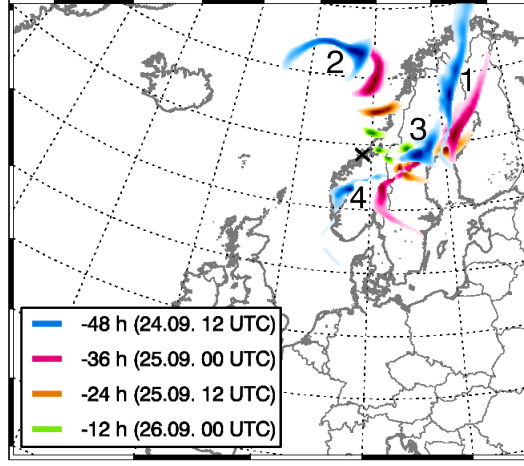 1
2
3
4
-48 h (24.09. 12 UTC)
-36 h (25.09. 00 UTC)
-24 h (25.09. 12 UTC)
-12 h (26.09. 00 UTC)